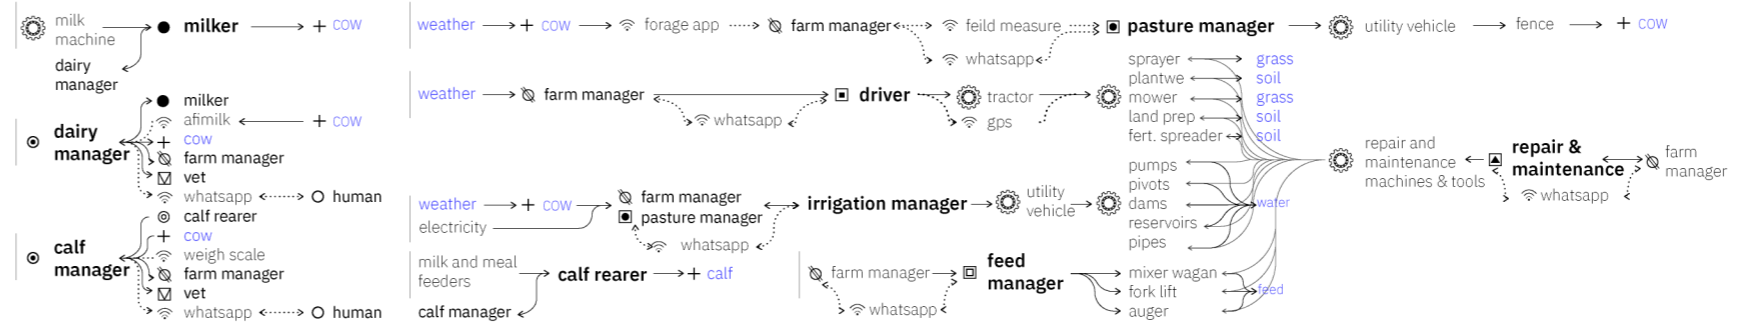 milk
machine
milker
cow
dairy
manager
milker
afimilk
cow
dairy
manager
cow
farm manager
vet
whatsapp
human
calf rearer
cow
calf
manager
weigh scale
farm manager
vet
whatsapp
human
weather
cow
forage app
farm manager
feild measure
whatsapp
pasture manager
utility vehicle
fence
cow
weather
farm manager
whatsapp
driver
tractor
gps
sprayer
grass
plantwe
soil
mower
grass
land prep
soil
fert. spreader
soil
weather
cow
electricity
farm manager
pasture manager
whatsapp
irrigation manager
utility
vehicle
pumps
pivots
dams
water
reservoirs
pipes
milk and meal
feeders
calf manager
calf rearer
calf
farm manager
whatsapp
feed
manager
mixer wagan
fork lift
feed
auger
repair and
maintenance
machines & tools
repair &
maintenance
whatsapp
farm
manager